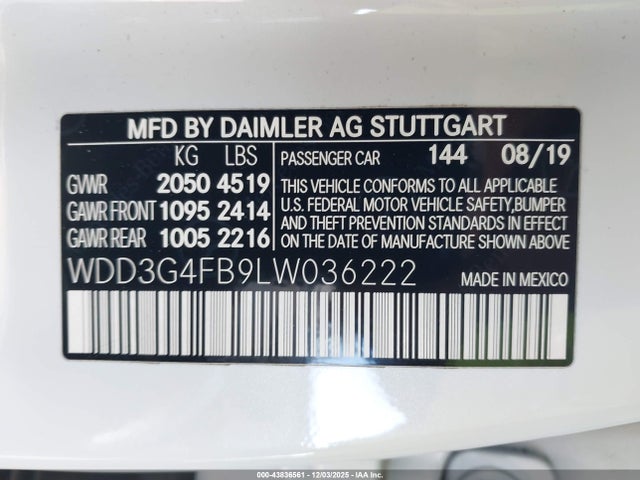 MFD BY DAIMLER AG STUTTGART
KG LBS
GVWR 2050 4519
GAWR FRONT 1095 2414
GAWR REAR 1005 2216
PASSENGER CAR 144 08/19
THIS VEHICLE CONFORMS TO ALL APPLICABLE
U.S. FEDERAL MOTOR VEHICLE SAFETY,BUMPER
AND THEFT PREVENTION STANDARDS IN EFFECT
ON DATE OF MANUFACTURE SHOWN ABOVE.
WDD3G4FB9LW036222 MADE IN MEXICO
00-43836561 - 12/03/2025 - IAA Inc.